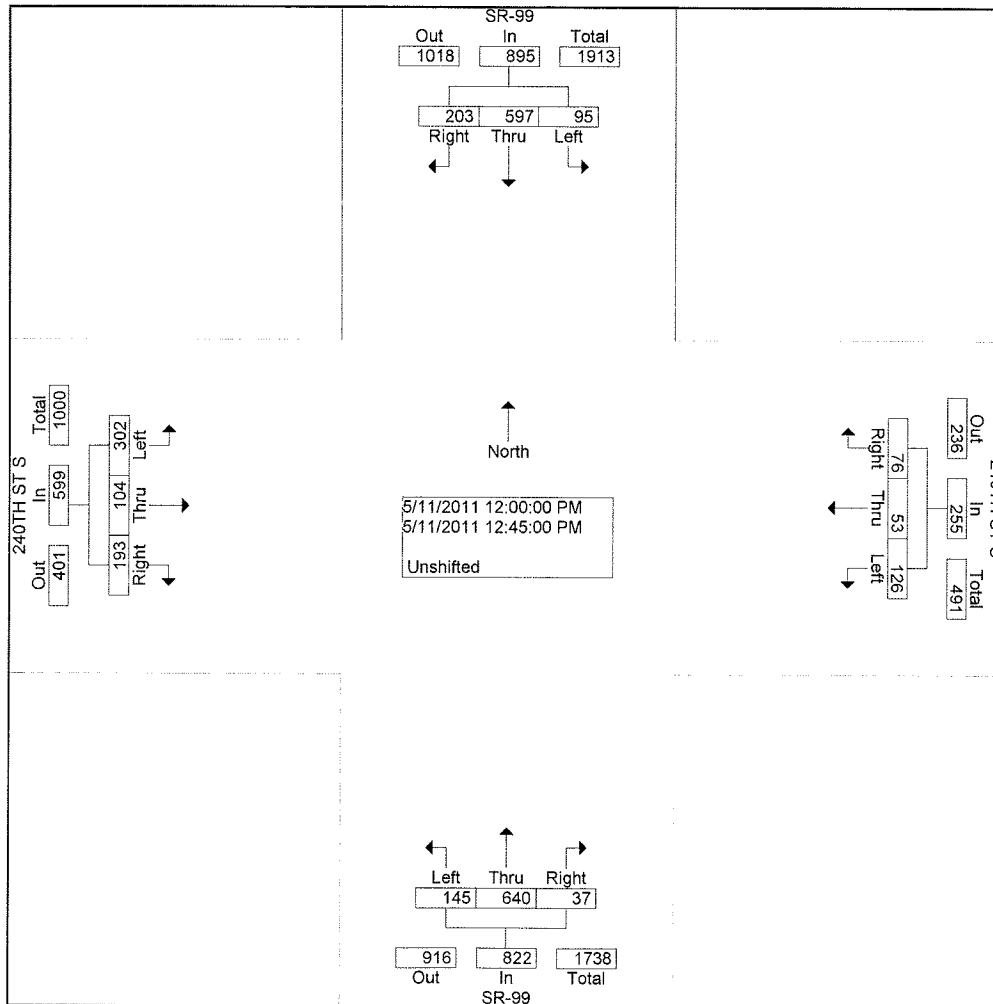 SR-99
Out In Total
1018 895 1913
203 597 95
Right Thru Left
240TH ST S
Total In Out
1000 599 401
302 104 193
Left Thru Right
North
5/11/2011 12:00:00 PM
5/11/2011 12:45:00 PM
Unshifted
Right Thru Left
76 53 126
Out In Total
236 255 491
Left Thru Right
145 640 37
916 822 1738
Out In Total
SR-99